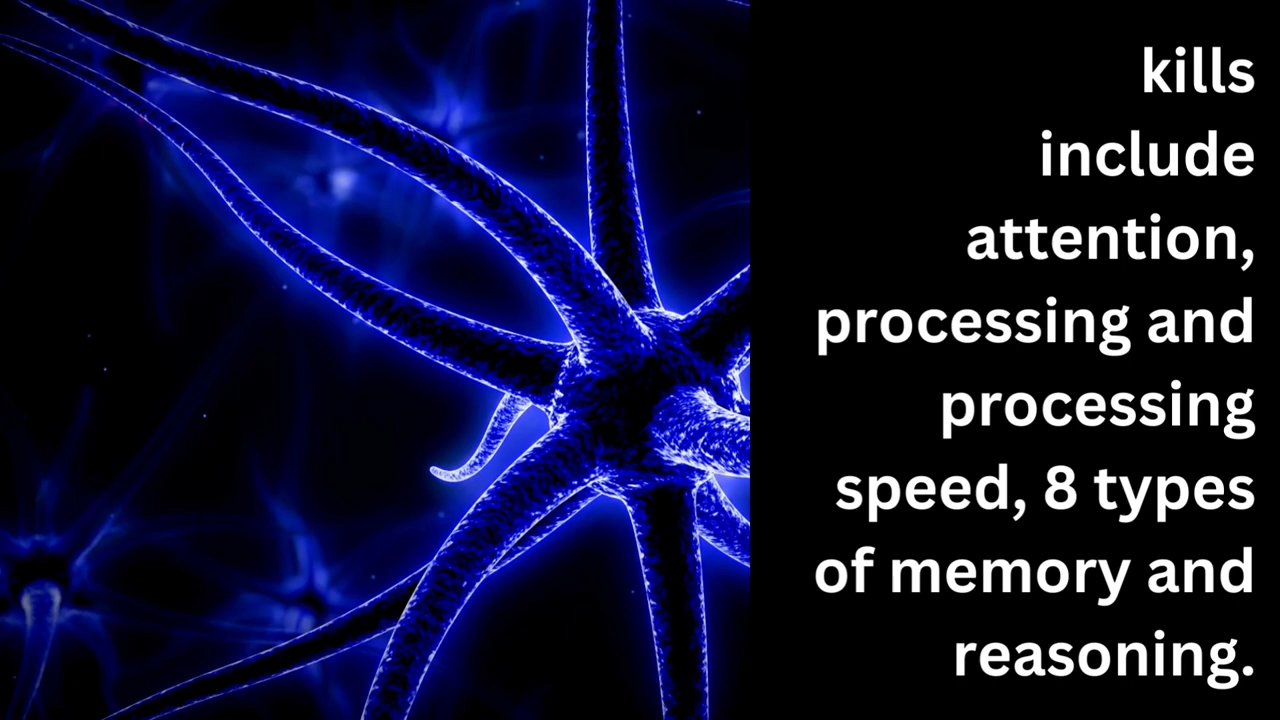 kills
include
attention,
processing and
processing
speed, 8 types
of memory and
reasoning.